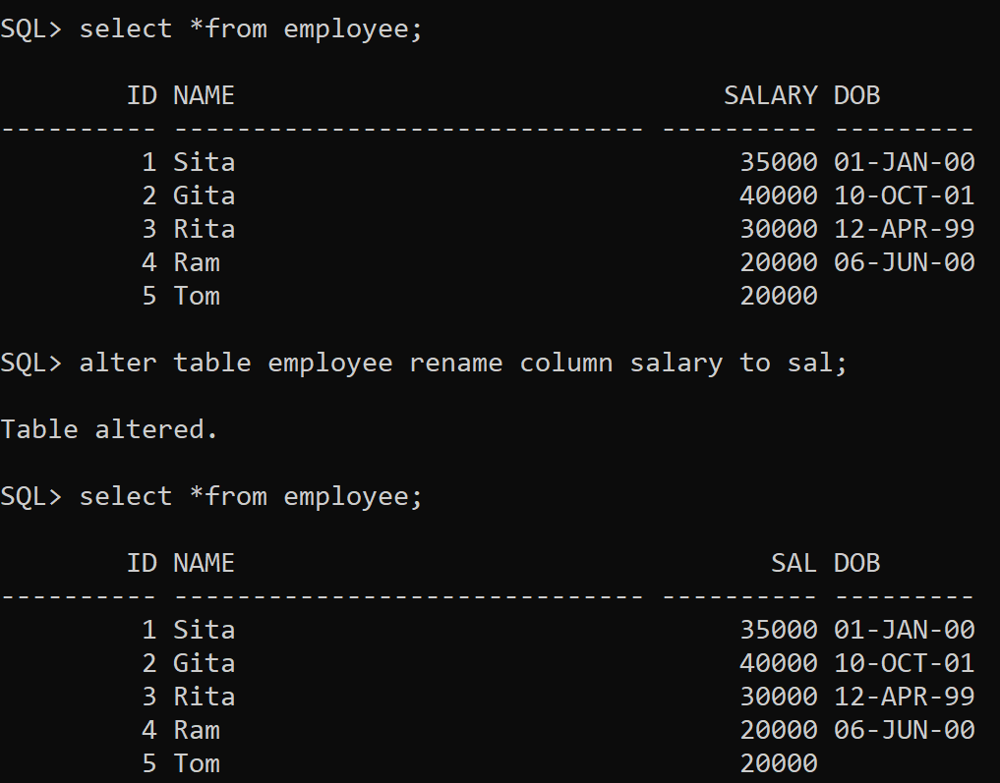 SQL> select *from employee;
        ID NAME                               SALARY DOB
---------- ------------------------------ ---------- ---------
         1 Sita                                35000 01-JAN-00
         2 Gita                                40000 10-OCT-01
         3 Rita                                30000 12-APR-99
         4 Ram                                 20000 06-JUN-00
         5 Tom                                 20000
SQL> alter table employee rename column salary to sal;
Table altered.
SQL> select *from employee;
        ID NAME                                  SAL DOB
---------- ------------------------------ ---------- ---------
         1 Sita                                35000 01-JAN-00
         2 Gita                                40000 10-OCT-01
         3 Rita                                30000 12-APR-99
         4 Ram                                 20000 06-JUN-00
         5 Tom                                 20000